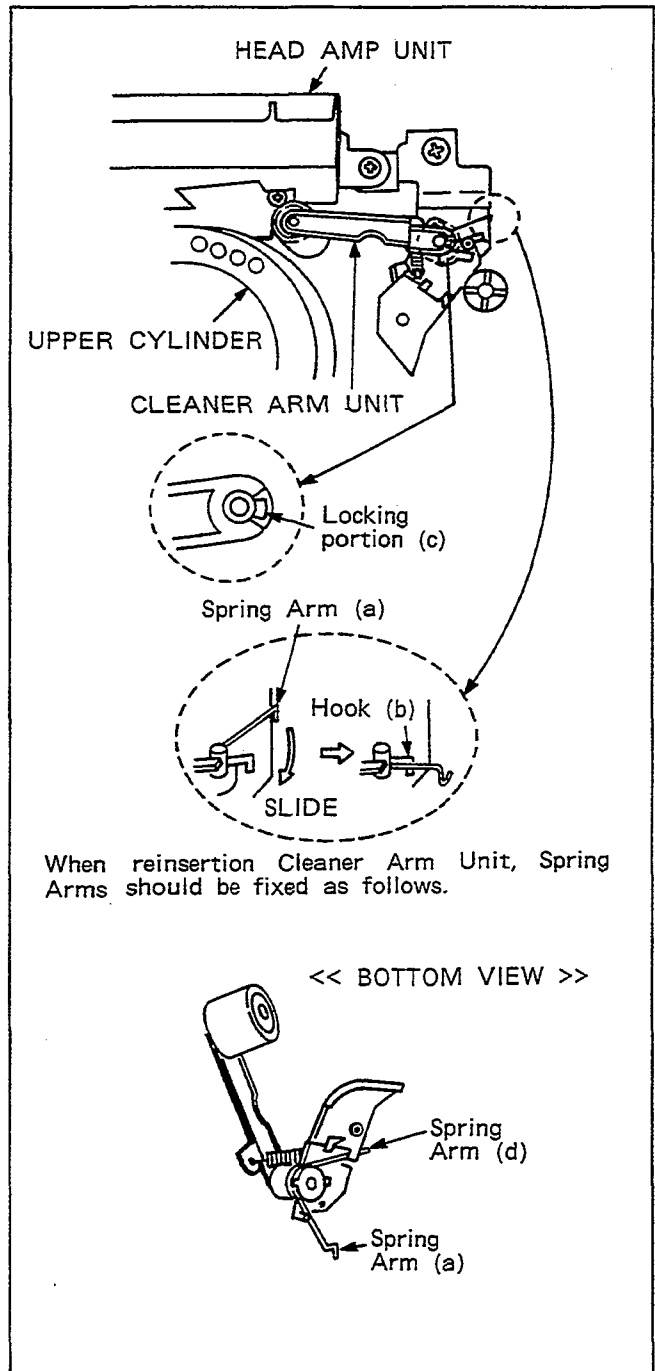 HEAD AMP UNIT
UPPER CYLINDER
CLEANER ARM UNIT
Locking
portion (c)
Spring Arm (a)
Hook (b)
SLIDE
When reinsertion Cleaner Arm Unit, Spring
Arms should be fixed as follows.
<< BOTTOM VIEW >>
Spring
Arm (d)
Spring
Arm (a)